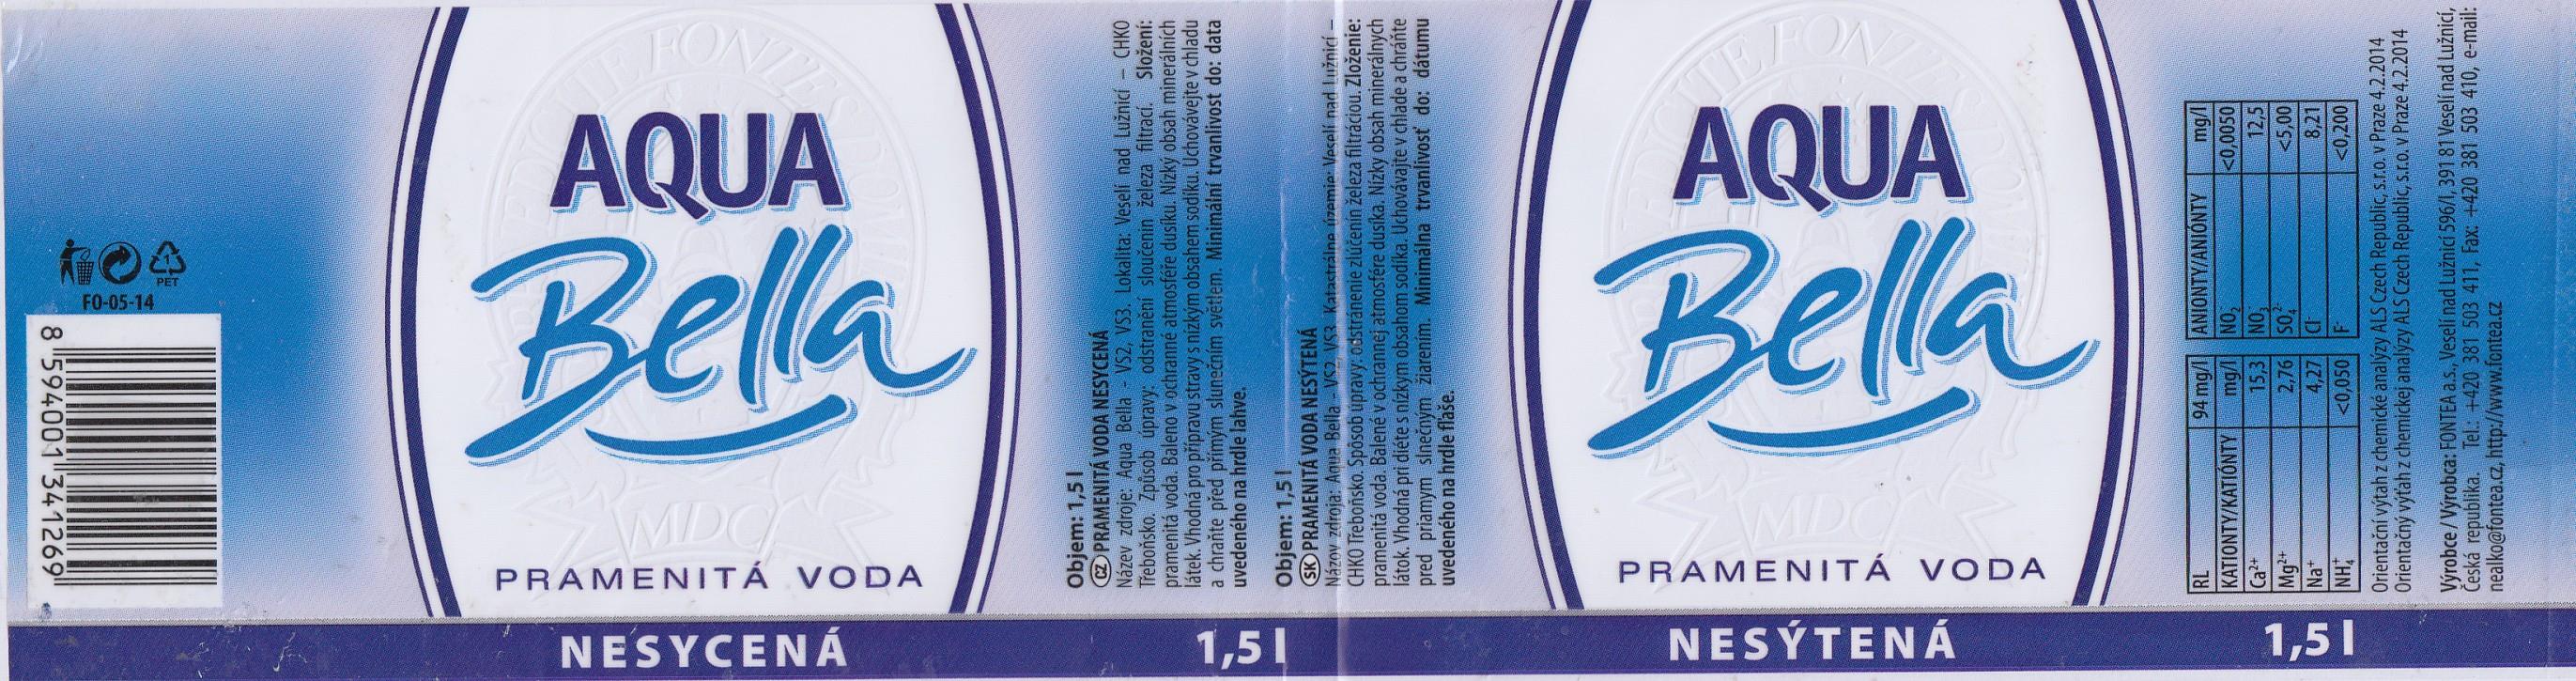 PET
FO-05-14
8 594001 341269
AQUA
Bella
PRAMENITÁ VODA
NESYCENÁ
1,5 l
Objem: 1,5 l
CZ PRAMENITÁ VODA NESYCENÁ
Název zdroje: Aqua Bella - VS2, VS3. Lokalita: Veselí nad Lužnicí – CHKO
Třeboňsko. Způsob úpravy: odstranění sloučenin železa filtrací. Složení:
pramenitá voda. Baleno v ochranné atmosféře dusíku. Nízký obsah minerálních
látek. Vhodná pro přípravu stravy s nízkým obsahem sodíku. Uchovávejte v chladu
a chraňte před přímým slunečním světlem. Minimální trvanlivost do: data
uvedeného na hrdle lahve.
Objem: 1,5 l
SK PRAMENITÁ VODA NESÝTENÁ
Názov zdroja: Aqua Bella - VS2, VS3. Katastrálne územie: Veselí nad Lužnicí –
CHKO Třeboňsko. Spôsob úpravy: odstránenie zlúčenín železa filtráciou. Zloženie:
pramenitá voda. Balené v ochrannej atmosfére dusíka. Nízky obsah minerálnych
látok. Vhodná pri diéte s nízkym obsahom sodíka. Uchovávajte v chlade a chráňte
pred priamym slnečným žiarením. Minimálna trvanlivosť do: dátumu
uvedeného na hrdle fľaše.
AQUA
Bella
PRAMENITÁ VODA
NESÝTENÁ
1,5 l
RL 94 mg/l
KATIONTY/KATIÓNTY mg/l
Ca²⁺ 15,3
Mg²⁺ 2,76
Na⁺ 4,27
NH₄⁺ <0,050
ANIONTY/ANIÓNTY mg/l
NO₂⁻ <0,0050
NO₃⁻ 12,5
SO₄²⁻ <5,00
Cl⁻ 8,21
F⁻ <0,200
Orientační výtah z chemické analýzy ALS Czech Republic, s.r.o. v Praze 4.2.2014
Orientačný výtah z chemickej analýzy ALS Czech Republic, s.r.o. v Praze 4.2.2014
Výrobce / Výrobca: FONTEA a.s., Veselí nad Lužnicí 596/I, 391 81 Veselí nad Lužnicí,
Česká republika. Tel.: +420 381 503 411, Fax: +420 381 503 410, e-mail:
nealko@fontea.cz, http://www.fontea.cz